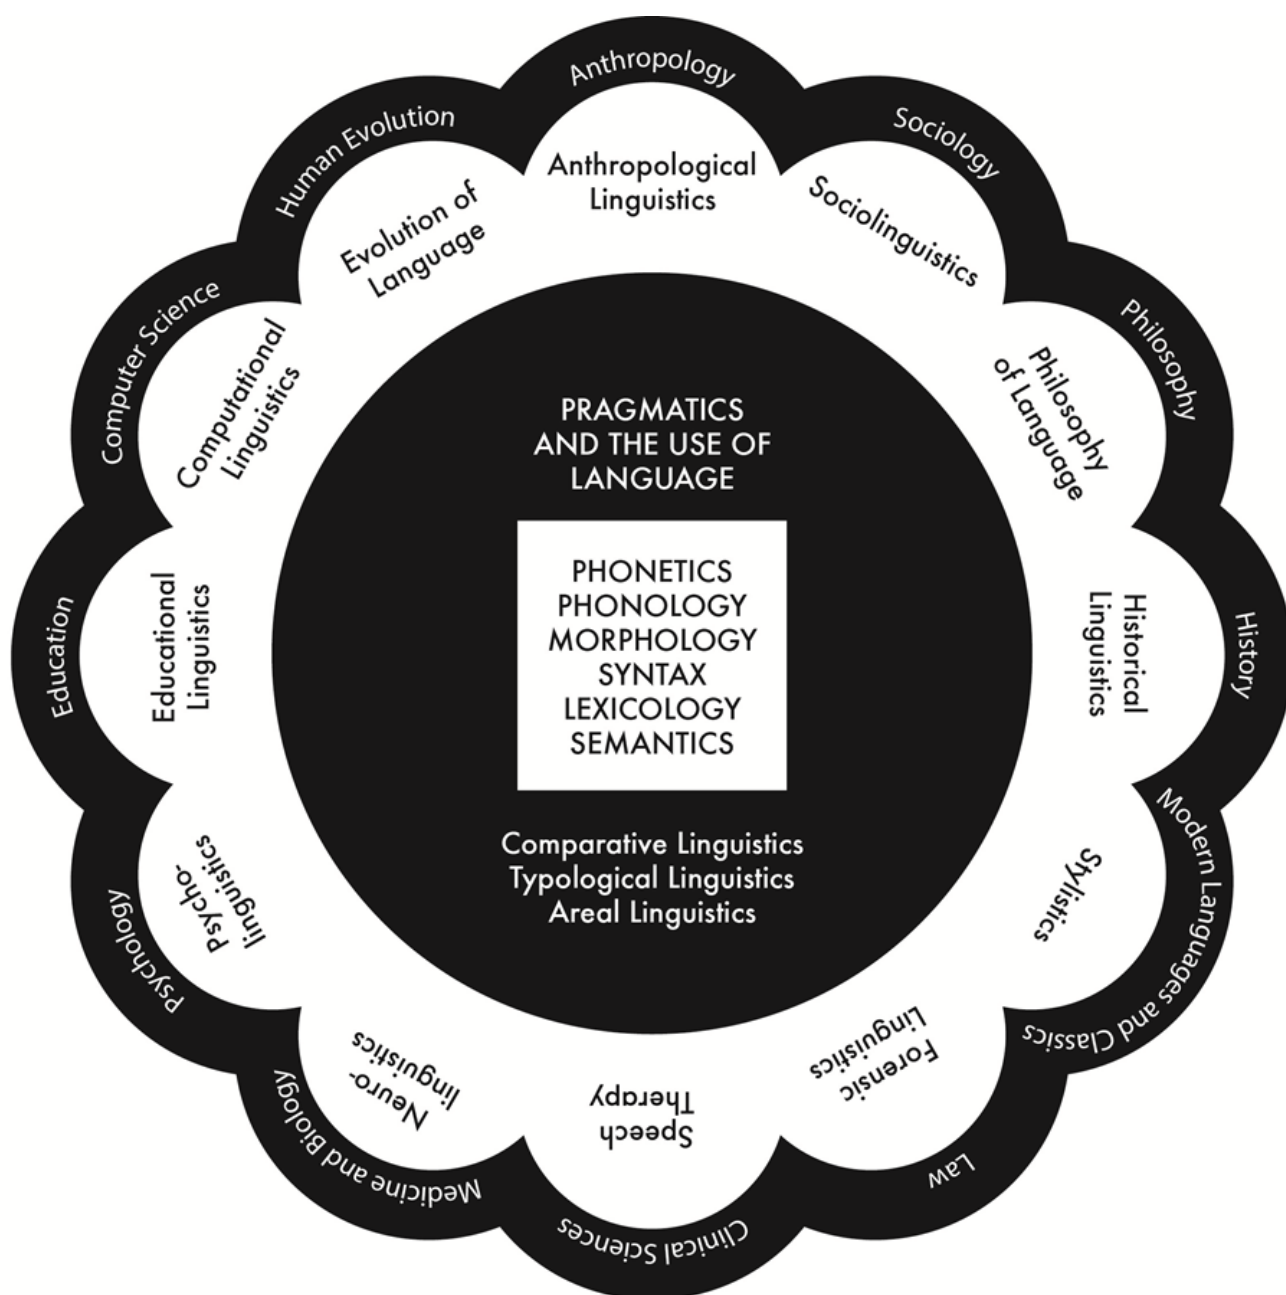 Anthropology
Anthropological
Linguistics
Sociology
Sociolinguistics
Philosophy
Philosophy
of Language
History
Historical
Linguistics
Modern Languages and Classics
Stylistics
Law
Forensic
Linguistics
Clinical Sciences
Speech
Therapy
Medicine and Biology
Neuro-
linguistics
Psychology
Psycho-
linguistics
Education
Educational
Linguistics
Computer Science
Computational
Linguistics
Human Evolution
Evolution of
Language
PRAGMATICS
AND THE USE OF
LANGUAGE
PHONETICS
PHONOLOGY
MORPHOLOGY
SYNTAX
LEXICOLOGY
SEMANTICS
Comparative Linguistics
Typological Linguistics
Areal Linguistics